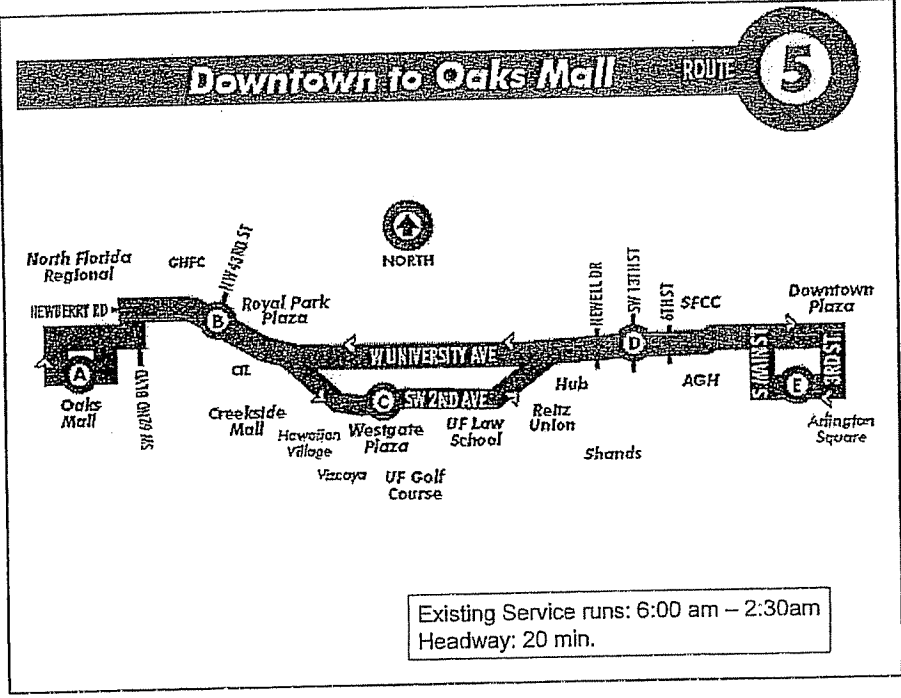 Downtown to Oaks Mall
ROUTE
5
NORTH
North Florida
Regional
GHFC
NW 43RD ST
NEWBERRY RD
B
Royal Park
Plaza
NEWELL DR
SW 13TH ST
6TH ST
SFCC
Downtown
Plaza
A
Oaks
Mall
SW 62ND BLVD
W UNIVERSITY AVE
D
S MAIN ST
3RD ST
E
Creekside
Mall
C
SW 2ND AVE
Hub
AGH
Hawaiian
Village
Westgate
Plaza
UF Law
School
Reitz
Union
Arlington
Square
Vizcaya
UF Golf
Course
Shands
Existing Service runs: 6:00 am – 2:30am
Headway: 20 min.